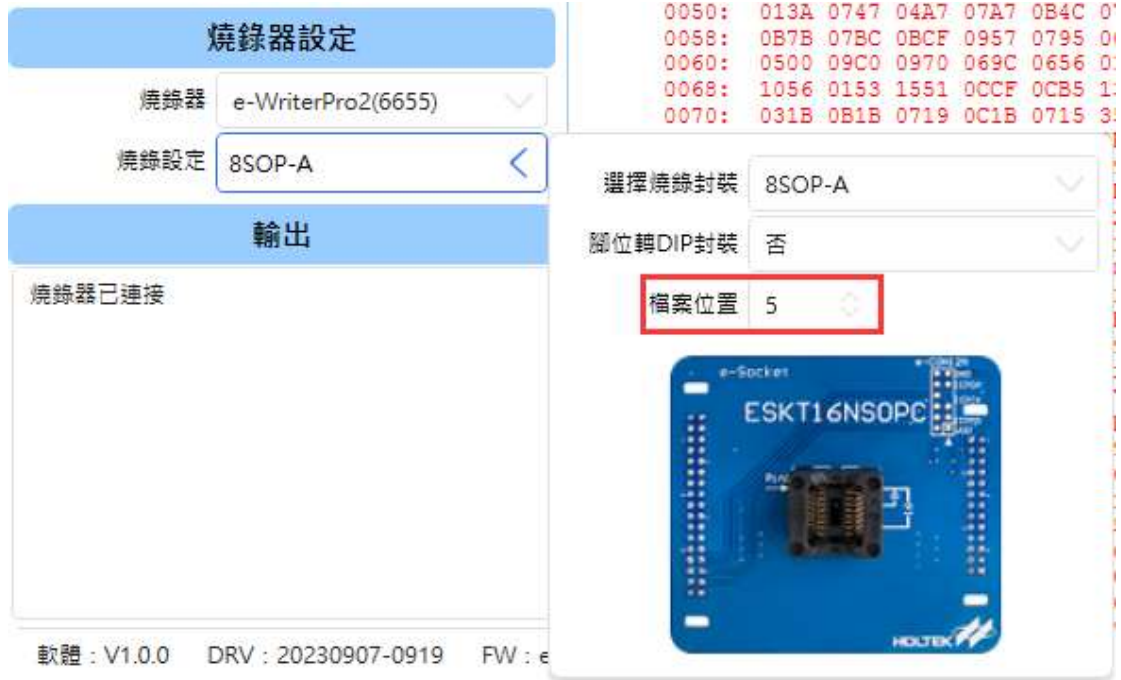 燒錄器設定
燒錄器 e-WriterPro2(6655)
燒錄設定 8SOP-A
輸出
燒錄器已連接
軟體：V1.0.0 DRV：20230907-0919 FW：e
0050: 013A 0747 04A7 07A7 0B4C
0058: 0B7B 07BC 0BCF 0957 0795
0060: 0500 09C0 0970 069C 0656
0068: 1056 0153 1551 0CCF 0CB5
0070: 031B 0B1B 0719 0C1B 0715
選擇燒錄封裝 8SOP-A
腳位轉DIP封裝 否
檔案位置 5
e-Socket
ESKT16NSOPC
HOLTEK